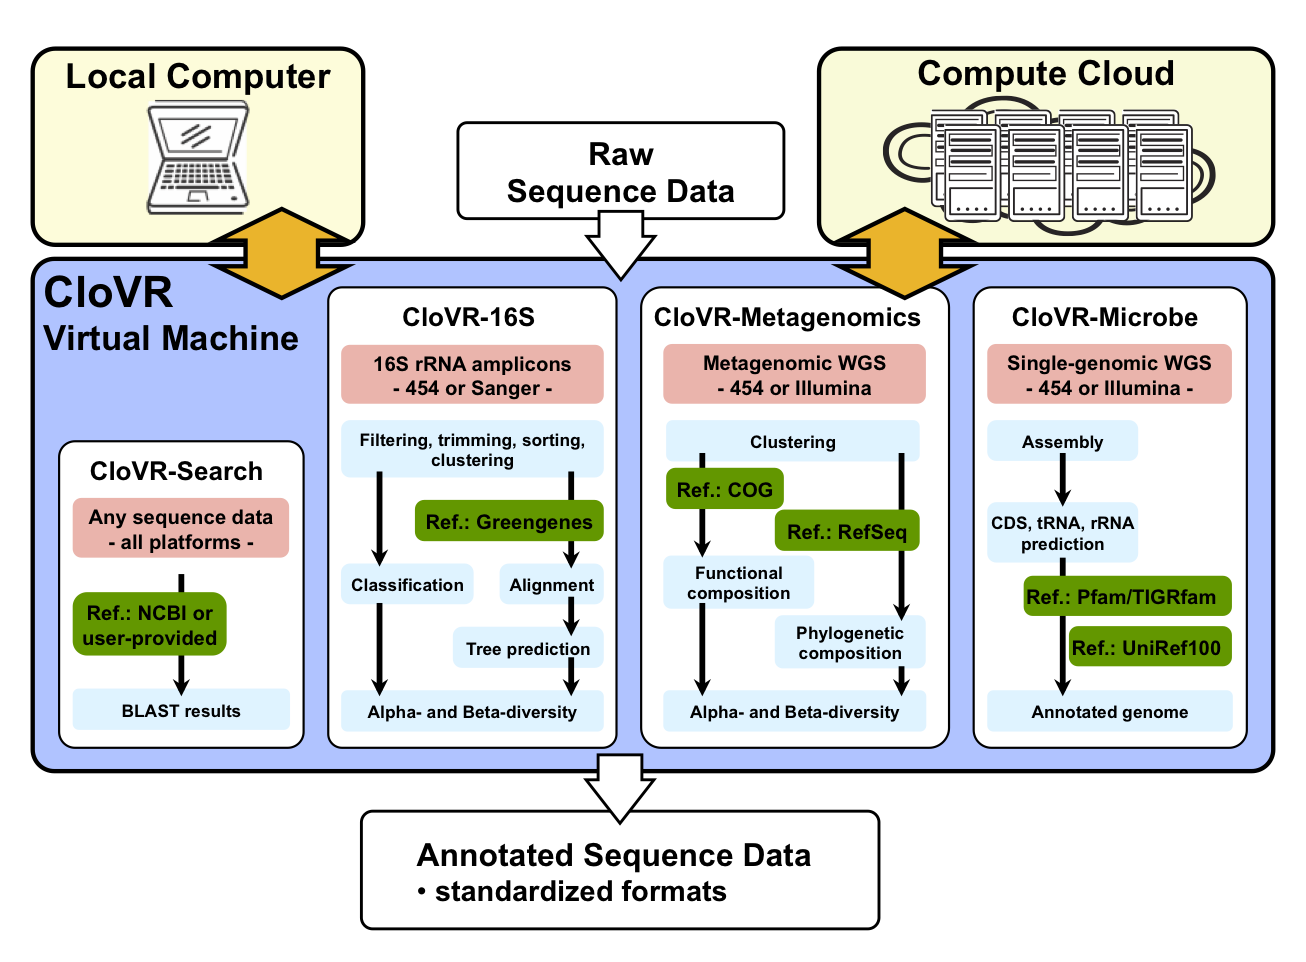 Local Computer
Compute Cloud
Raw
Sequence Data
CloVR
Virtual Machine
CloVR-Search
Any sequence data
- all platforms -
Ref.: NCBI or
user-provided
BLAST results
CloVR-16S
16S rRNA amplicons
- 454 or Sanger -
Filtering, trimming, sorting,
clustering
Ref.: Greengenes
Classification
Alignment
Tree prediction
Alpha- and Beta-diversity
CloVR-Metagenomics
Metagenomic WGS
- 454 or Illumina
Clustering
Ref.: COG
Ref.: RefSeq
Functional
composition
Phylogenetic
composition
Alpha- and Beta-diversity
CloVR-Microbe
Single-genomic WGS
- 454 or Illumina -
Assembly
CDS, tRNA, rRNA
prediction
Ref.: Pfam/TIGRfam
Ref.: UniRef100
Annotated genome
Annotated Sequence Data
• standardized formats